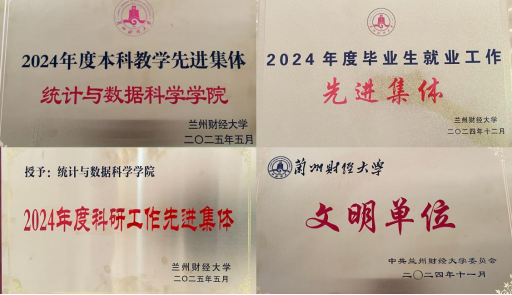 2024年度本科教学先进集体
统计与数据科学学院
兰州财经大学
二〇二五年五月
2024年度毕业生就业工作
先进集体
兰州财经大学
二〇二四年十二月
授予：统计与数据科学学院
2024年度科研工作先进集体
兰州财经大学
二〇二五年五月
兰州财经大学
文明单位
中共兰州财经大学委员会
二〇二四年十一月